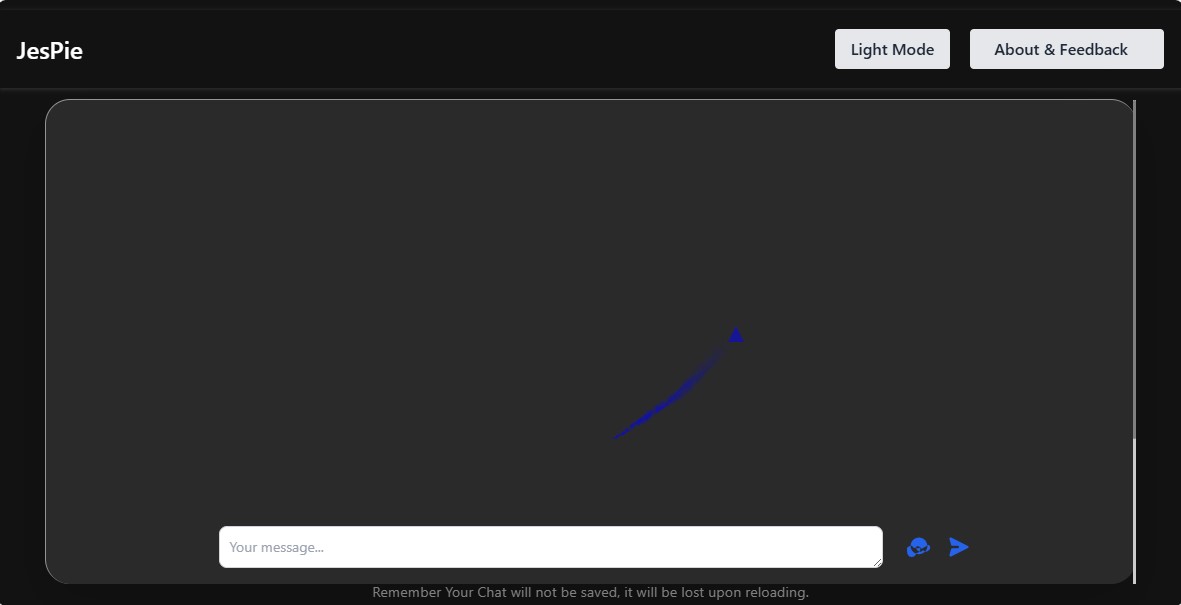 JesPie
Light Mode
About & Feedback
Your message...
Remember Your Chat will not be saved, it will be lost upon reloading.